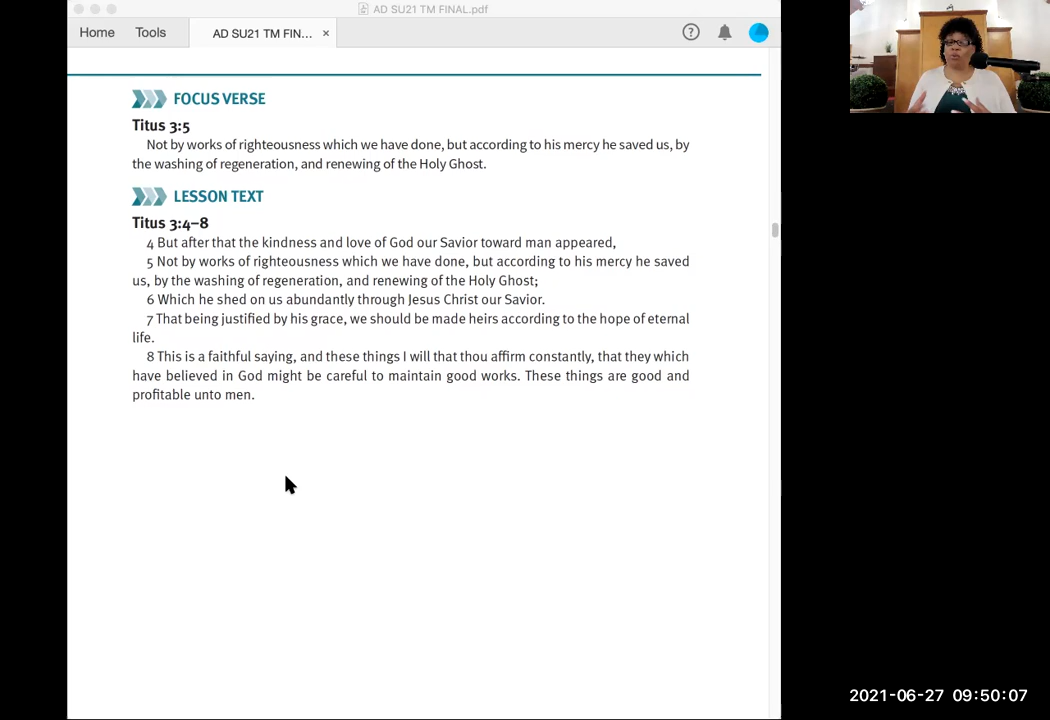 AD SU21 TM FINAL.pdf
Home Tools AD SU21 TM FIN... × ?
FOCUS VERSE
Titus 3:5
Not by works of righteousness which we have done, but according to his mercy he saved us, by
the washing of regeneration, and renewing of the Holy Ghost.
LESSON TEXT
Titus 3:4–8
4 But after that the kindness and love of God our Savior toward man appeared,
5 Not by works of righteousness which we have done, but according to his mercy he saved
us, by the washing of regeneration, and renewing of the Holy Ghost;
6 Which he shed on us abundantly through Jesus Christ our Savior.
7 That being justified by his grace, we should be made heirs according to the hope of eternal
life.
8 This is a faithful saying, and these things I will that thou affirm constantly, that they which
have believed in God might be careful to maintain good works. These things are good and
profitable unto men.
2021-06-27 09:50:07